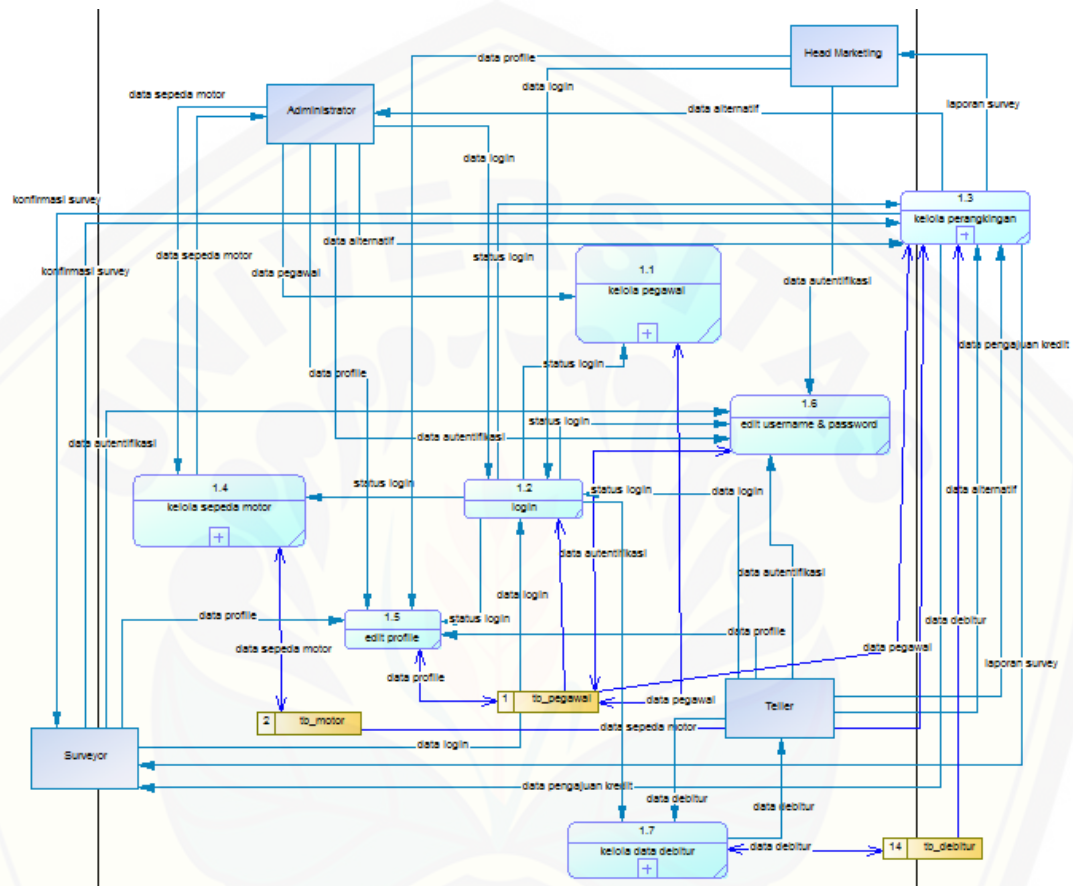 Head Marketing
data profile
data login
data sepeda motor
Administrator
laporan survey
data alternatif
data login
konfirmasi survey
1.3
kelola perangkingan
data alternatif
data sepeda motor
status login
konfirmasi survey
data pegawai
1.1
kelola pegawai
data autentifikasi
data pengajuan kredit
status login
data profile
1.6
edit username & password
status login
data autentifikasi
data autentifikasi
1.4
kelola sepeda motor
status login
1.2
login
status login
data login
data alternatif
data autentifikasi
data autentifikasi
data login
data profile
1.5
edit profile
status login
data profile
data debitur
data sepeda motor
data pegawai
laporan survey
data profile
1
tb_pegawai
data pegawai
Teller
2
tb_motor
data sepeda motor
Surveyor
data login
data pengajuan kredit
data debitur
data debitur
1.7
kelola data debitur
data debitur
14
tb_debitur
UNIVERSITAS